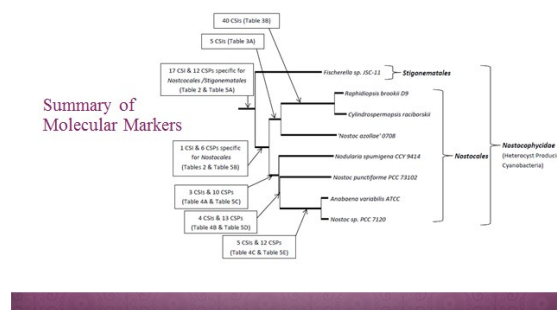 40 CSIs (Table 3B)
5 CSIs (Table 3A)
17 CSI & 12 CSPs specific for
Nostocales /Stigonematales
(Table 2 & Table 5A)
Fischerella sp. JSC-11
Stigonematales
Raphidiopsis brookii D9
Summary of
Molecular Markers
Cylindrospermopsis raciborskii
'Nostoc azollae' 0708
Nostocophycidae
(Heterocyst Produci
Cyanobacteria)
1 CSI & 6 CSPs specific
for Nostocales
(Tables 2 & Table 5B)
Nodularia spumigena CCY 9414
Nostocales
Nostoc punctiforme PCC 73102
3 CSIs & 10 CSPs
(Table 4A & Table 5C)
Anabaena variabilis ATCC
4 CSIs & 13 CSPs
(Table 4B & Table 5D)
Nostoc sp. PCC 7120
5 CSIs & 12 CSPs
(Table 4C & Table 5E)